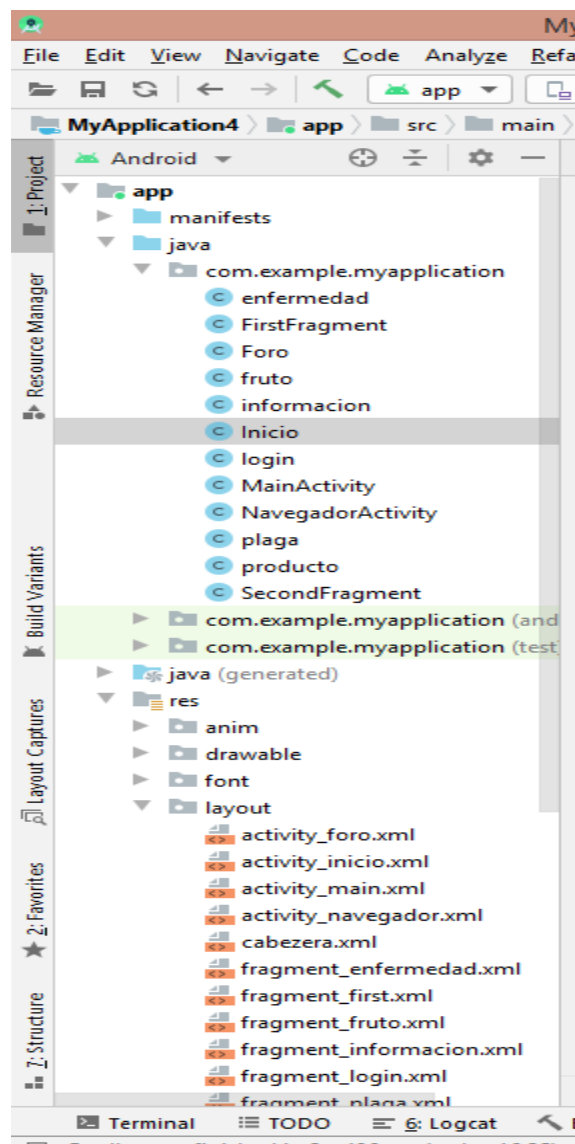 My
File Edit View Navigate Code Analyze Refa
app
MyApplication4 app src main
1: Project
Android
app
manifests
java
com.example.myapplication
enfermedad
FirstFragment
Foro
fruto
informacion
Inicio
login
MainActivity
NavegadorActivity
plaga
producto
SecondFragment
com.example.myapplication (and
com.example.myapplication (test
java (generated)
res
anim
drawable
font
layout
activity_foro.xml
activity_inicio.xml
activity_main.xml
activity_navegador.xml
cabezera.xml
fragment_enfermedad.xml
fragment_first.xml
fragment_fruto.xml
fragment_informacion.xml
fragment_login.xml
fragment_plaga.xml
Resource Manager
Build Variants
Layout Captures
2: Favorites
7: Structure
Terminal TODO 6: Logcat